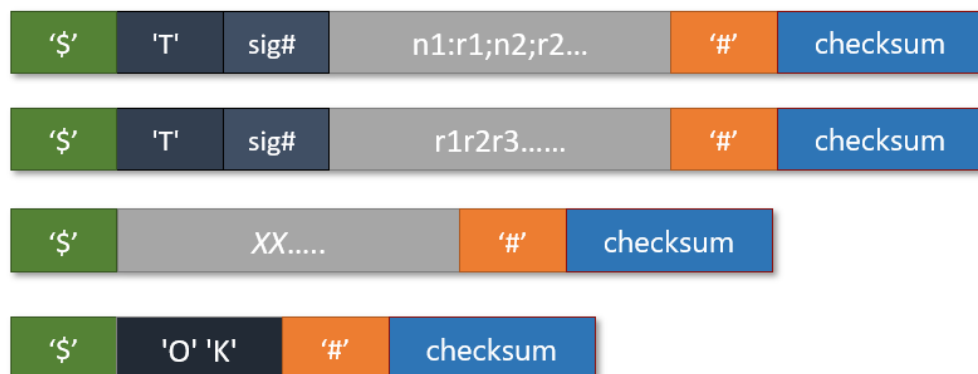 ‘$’ 'T' sig# n1:r1;n2;r2... ‘#’ checksum
‘$’ 'T' sig# r1r2r3...... ‘#’ checksum
‘$’ XX..... ‘#’ checksum
‘$’ 'O' 'K' ‘#’ checksum